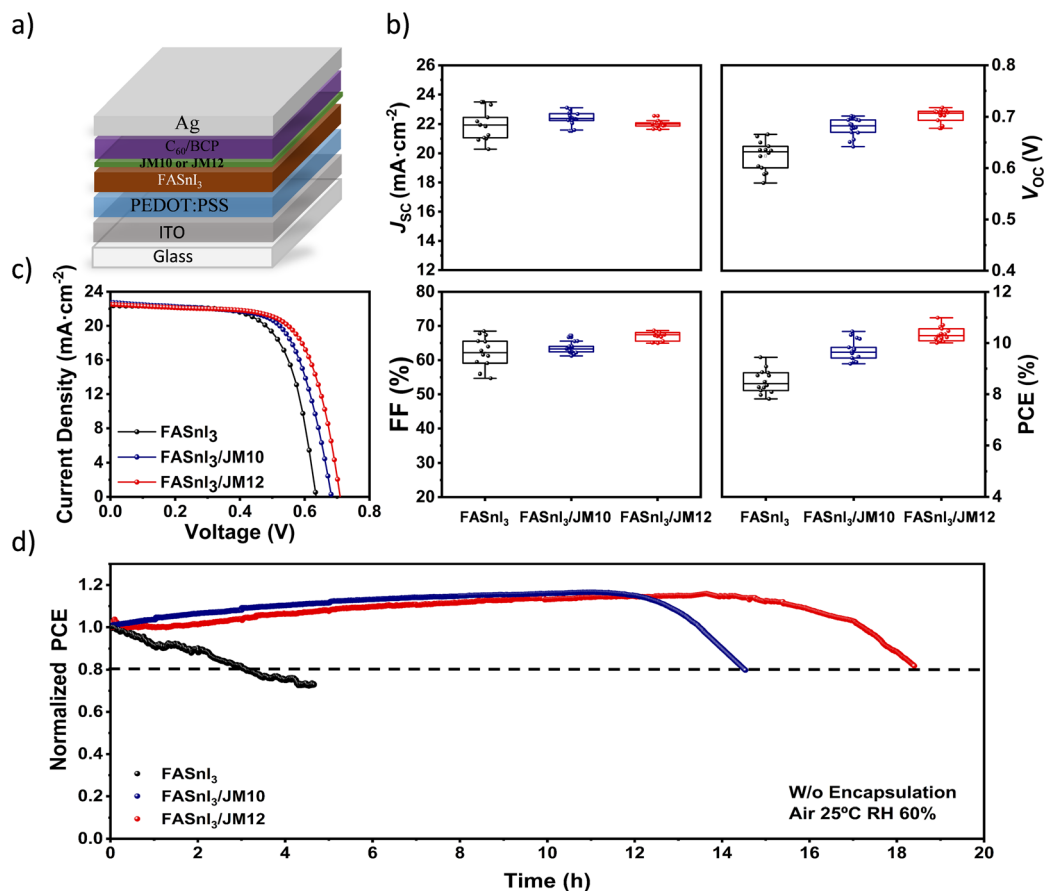 a)
Ag
C₆₀/BCP
JM10 or JM12
FASnI₃
PEDOT:PSS
ITO
Glass
b)
24
22
20
18
16
14
12
J_SC (mA·cm⁻²)
0.8
0.7
0.6
0.5
0.4
V_OC (V)
80
70
60
50
40
30
20
FF (%)
FASnI₃ FASnI₃/JM10 FASnI₃/JM12
12
10
8
6
4
PCE (%)
FASnI₃ FASnI₃/JM10 FASnI₃/JM12
c)
24
20
16
12
8
4
0
Current Density (mA·cm⁻²)
FASnI₃
FASnI₃/JM10
FASnI₃/JM12
0.0 0.2 0.4 0.6 0.8
Voltage (V)
d)
1.2
1.0
0.8
0.6
0.4
0.2
0.0
Normalized PCE
FASnI₃
FASnI₃/JM10
FASnI₃/JM12
W/o Encapsulation
Air 25ºC RH 60%
0 2 4 6 8 10 12 14 16 18 20
Time (h)